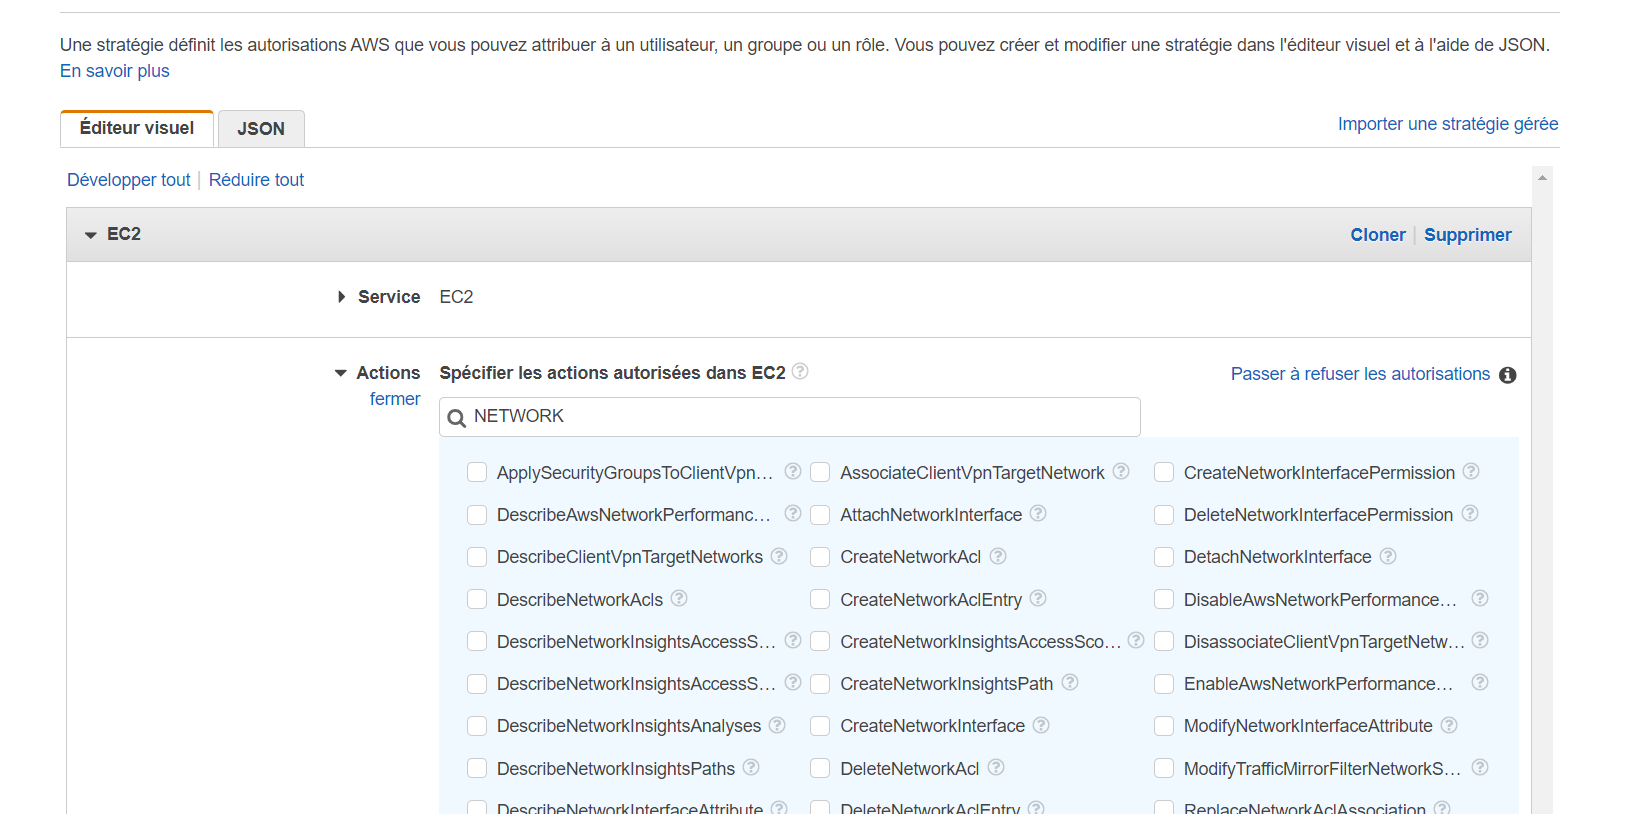 Une stratégie définit les autorisations AWS que vous pouvez attribuer à un utilisateur, un groupe ou un rôle. Vous pouvez créer et modifier une stratégie dans l'éditeur visuel et à l'aide de JSON.
En savoir plus
Éditeur visuel
JSON
Importer une stratégie gérée
Développer tout | Réduire tout
EC2
Cloner | Supprimer
Service EC2
Actions
fermer
Spécifier les actions autorisées dans EC2
Passer à refuser les autorisations
NETWORK
ApplySecurityGroupsToClientVpn...
AssociateClientVpnTargetNetwork
CreateNetworkInterfacePermission
DescribeAwsNetworkPerformanc...
AttachNetworkInterface
DeleteNetworkInterfacePermission
DescribeClientVpnTargetNetworks
CreateNetworkAcl
DetachNetworkInterface
DescribeNetworkAcls
CreateNetworkAclEntry
DisableAwsNetworkPerformance...
DescribeNetworkInsightsAccessS...
CreateNetworkInsightsAccessSco...
DisassociateClientVpnTargetNetw...
DescribeNetworkInsightsAccessS...
CreateNetworkInsightsPath
EnableAwsNetworkPerformance...
DescribeNetworkInsightsAnalyses
CreateNetworkInterface
ModifyNetworkInterfaceAttribute
DescribeNetworkInsightsPaths
DeleteNetworkAcl
ModifyTrafficMirrorFilterNetworkS...
DescribeNetworkInterfaceAttribute
DeleteNetworkAclEntry
ReplaceNetworkAclAssociation